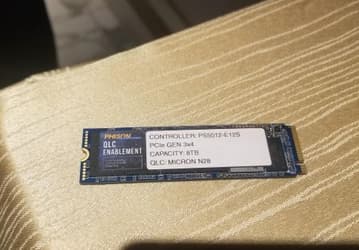 PHISON
QLC
ENABLEMENT
CONTROLLER: PS5012-E12S
PCIe GEN 3x4
CAPACITY: 8TB
QLC: MICRON N28